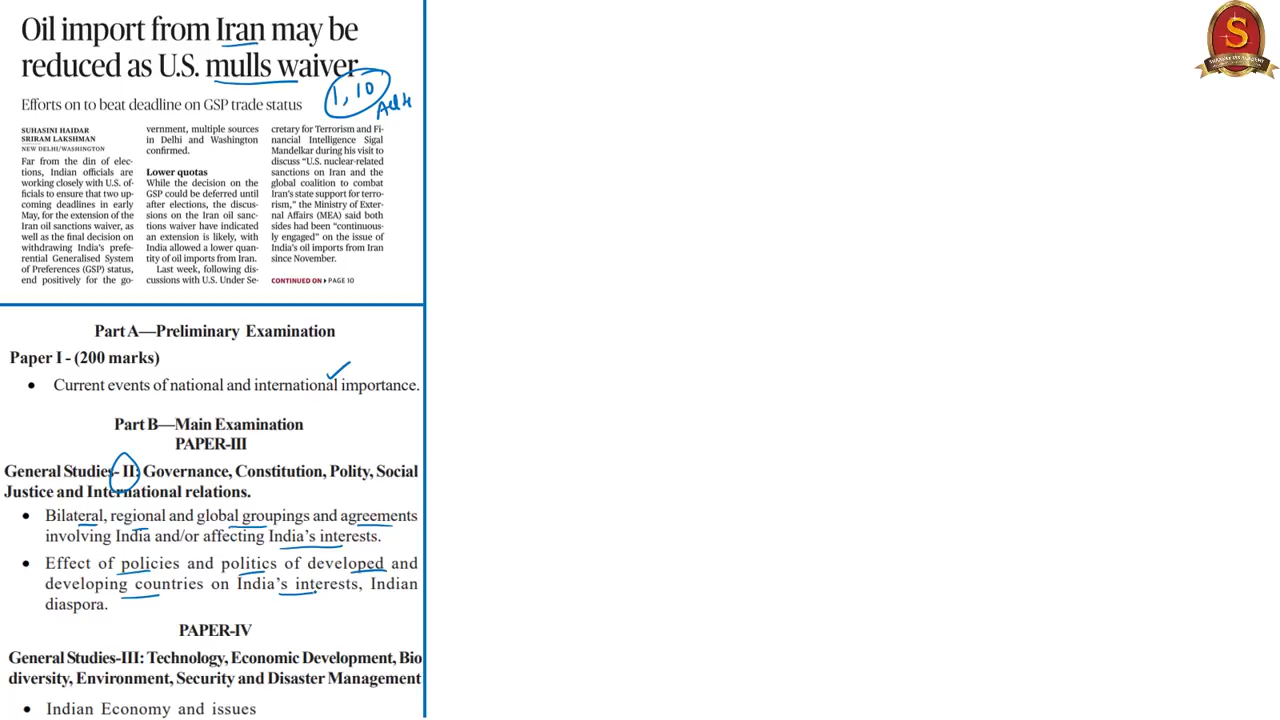 Oil import from Iran may be
reduced as U.S. mulls waiver
Efforts on to beat deadline on GSP trade status
1, 10
SUHASINI HAIDAR
SRIRAM LAKSHMAN
NEW DELHI/WASHINGTON
Far from the din of elec-
tions, Indian officials are
working closely with U.S. of-
ficials to ensure that two up-
coming deadlines in early
May, for the extension of the
Iran oil sanctions waiver, as
well as the final decision on
withdrawing India's prefe-
rential Generalised System
of Preferences (GSP) status,
end positively for the go-
vernment, multiple sources
in Delhi and Washington
confirmed.
Lower quotas
While the decision on the
GSP could be deferred until
after elections, the discus-
sions on the Iran oil sanc-
tions waiver have indicated
an extension is likely, with
India allowed a lower quan-
tity of oil imports from Iran.
Last week, following dis-
cussions with U.S. Under Se-
cretary for Terrorism and Fi-
nancial Intelligence Sigal
Mandelkar during his visit to
discuss “U.S. nuclear-related
sanctions on Iran and the
global coalition to combat
Iran's state support for terro-
rism,” the Ministry of Exter-
nal Affairs (MEA) said both
sides had been “continuous-
ly engaged” on the issue of
India's oil imports from Iran
since November.
CONTINUED ON PAGE 10
Part A—Preliminary Examination
Paper I - (200 marks)
• Current events of national and international importance.
Part B—Main Examination
PAPER-III
General Studies- II: Governance, Constitution, Polity, Social
Justice and International relations.
• Bilateral, regional and global groupings and agreements
involving India and/or affecting India's interests.
• Effect of policies and politics of developed and
developing countries on India's interests, Indian
diaspora.
PAPER-IV
General Studies-III: Technology, Economic Development, Bio
diversity, Environment, Security and Disaster Management
• Indian Economy and issues
S